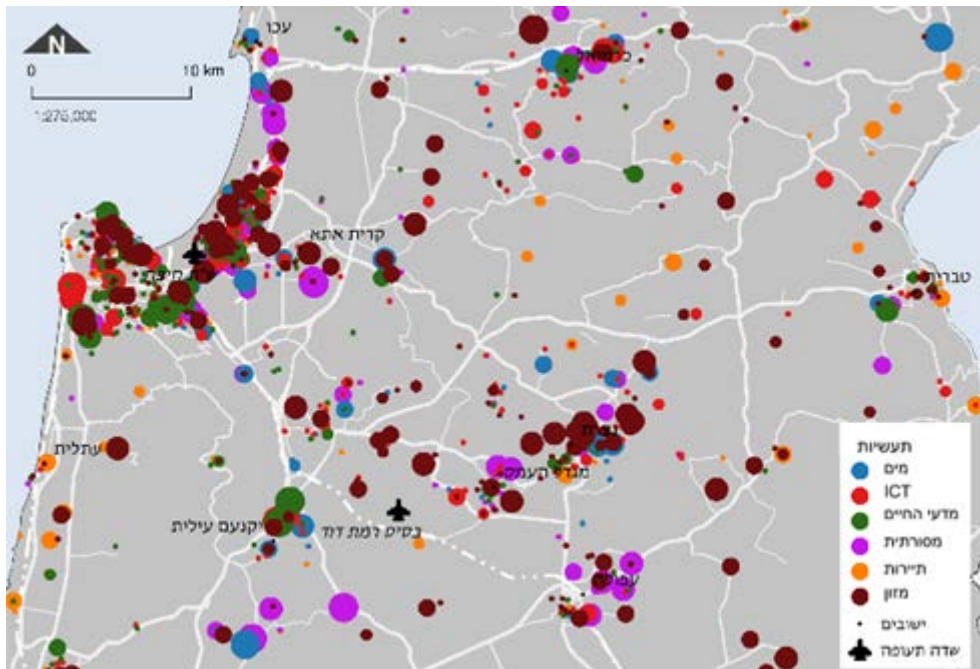 עכו
N
0 10 km
1:275,000
כרמיאל
קרית אתא
טבריה
עתלית
נצרת
מגדל העמק
יקנעם עילית
בסיס רמת דוד
עפולה
תעשיות
מים
ICT
מדעי החיים
מסורתית
תיירות
מזון
ישובים
שדה תעופה